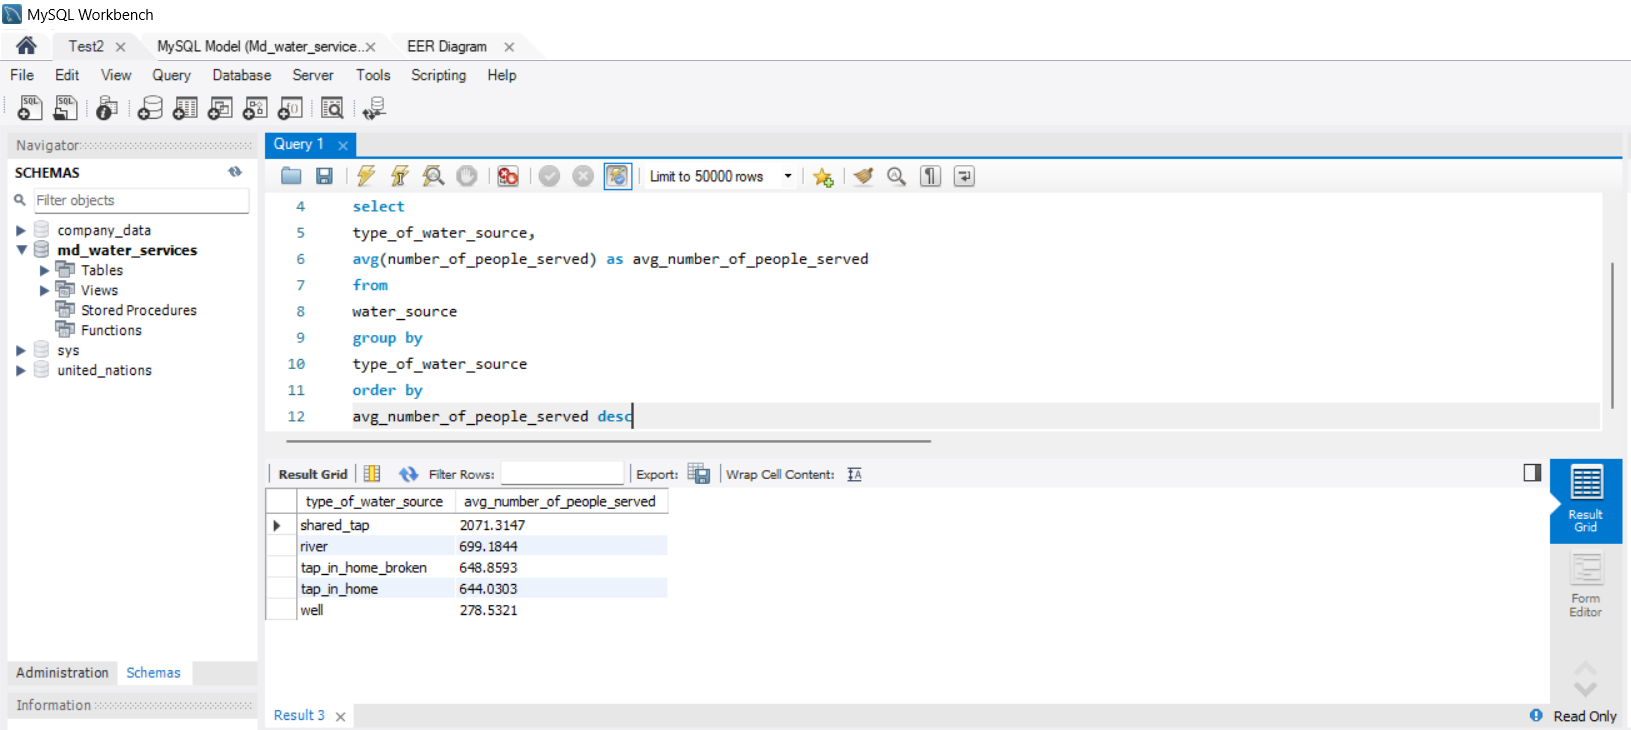 MySQL Workbench
Test2 MySQL Model (Md_water_service.. EER Diagram
File Edit View Query Database Server Tools Scripting Help
SQL SQL
Navigator
Query 1
SCHEMAS
Limit to 50000 rows
Filter objects
company_data
md_water_services
Tables
Views
Stored Procedures
Functions
sys
united_nations
4 select
5 type_of_water_source,
6 avg(number_of_people_served) as avg_number_of_people_served
7 from
8 water_source
9 group by
10 type_of_water_source
11 order by
12 avg_number_of_people_served desc
Result Grid Filter Rows: Export: Wrap Cell Content:
type_of_water_source avg_number_of_people_served
shared_tap 2071.3147
river 699.1844
tap_in_home_broken 648.8593
tap_in_home 644.0303
well 278.5321
Result
Grid
Form
Editor
Administration Schemas
Information
Result 3
Read Only